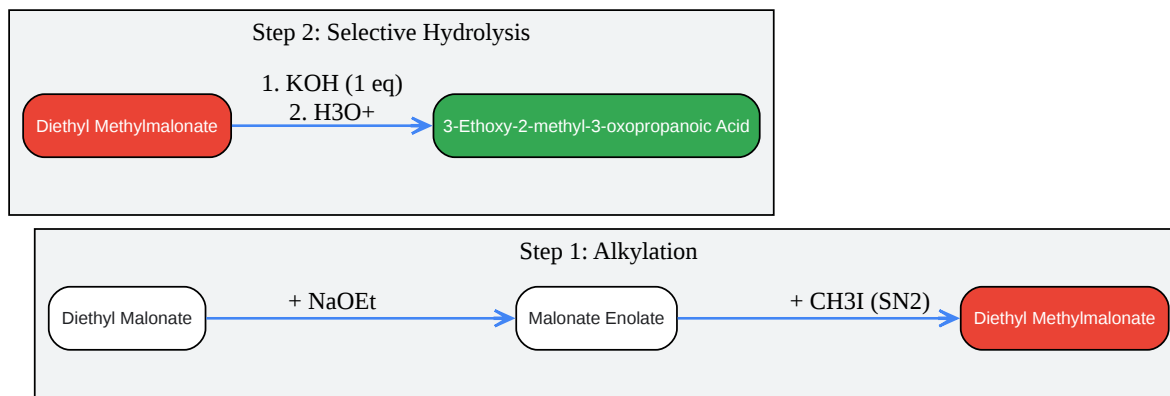 Step 2: Selective Hydrolysis
1. KOH (1 eq)
2. H3O+
Diethyl Methylmalonate
3-Ethoxy-2-methyl-3-oxopropanoic Acid
Step 1: Alkylation
+ NaOEt
+ CH3I (SN2)
Diethyl Malonate
Malonate Enolate
Diethyl Methylmalonate